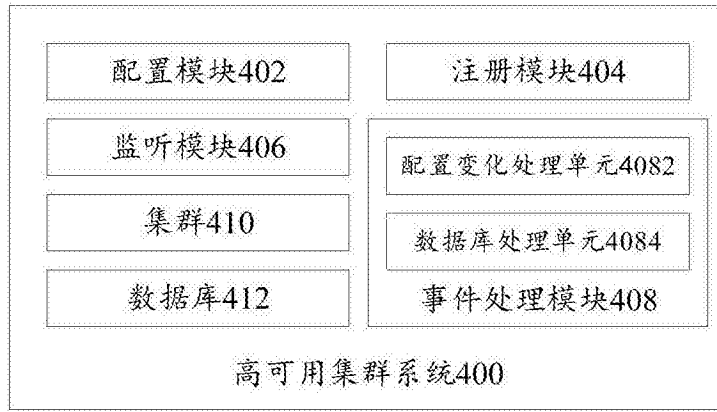 配置模块402
注册模块404
监听模块406
配置变化处理单元4082
集群410
数据库处理单元4084
数据库412
事件处理模块408
高可用集群系统400